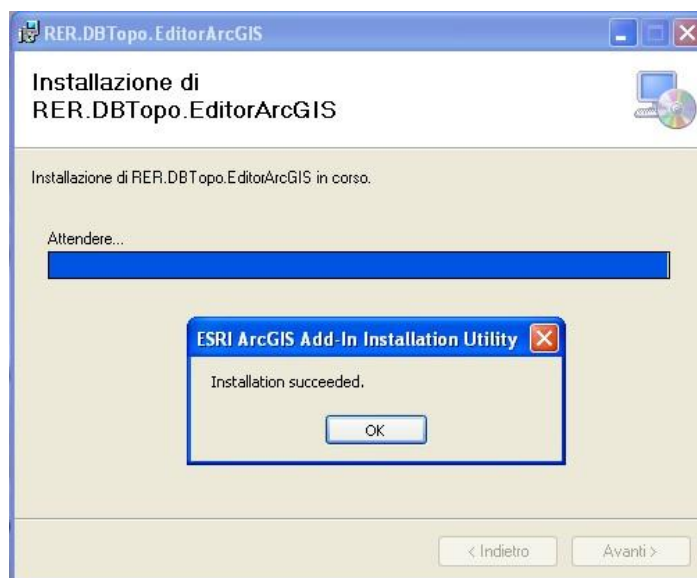 RER.DBTopo.EditorArcGIS
Installazione di
RER.DBTopo.EditorArcGIS
Installazione di RER.DBTopo.EditorArcGIS in corso.
Attendere...
ESRI ArcGIS Add-In Installation Utility
Installation succeeded.
OK
< Indietro
Avanti >